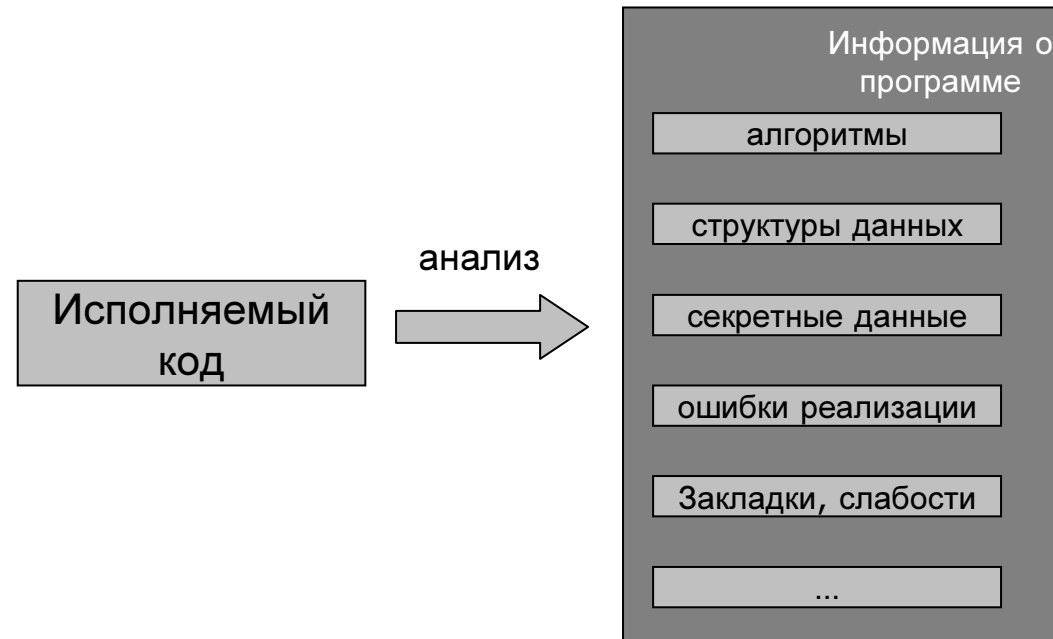 Исполняемый
код
анализ
Информация о
программе
алгоритмы
структуры данных
секретные данные
ошибки реализации
Закладки, слабости
...